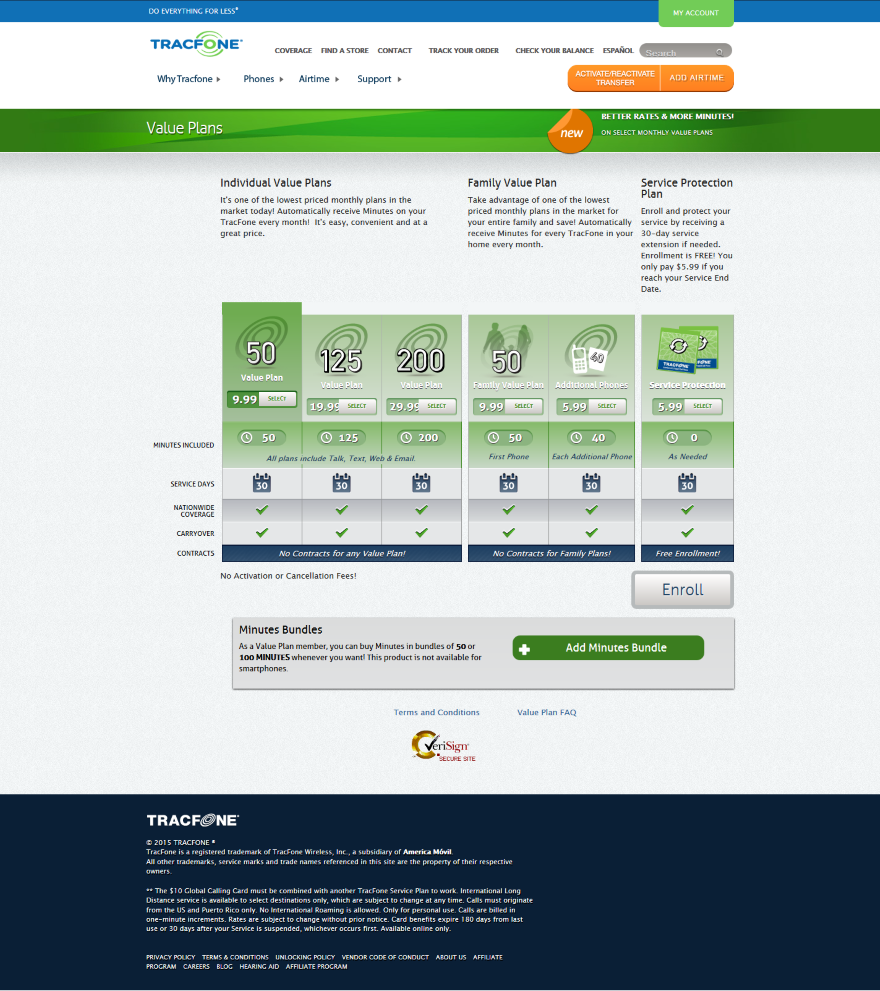 DO EVERYTHING FOR LESS®
MY ACCOUNT
TRACFONE
COVERAGE FIND A STORE CONTACT TRACK YOUR ORDER CHECK YOUR BALANCE ESPAÑOL Search
Why Tracfone Phones Airtime Support
ACTIVATE/REACTIVATE
TRANSFER
ADD AIRTIME
Value Plans
new
BETTER RATES & MORE MINUTES!
ON SELECT MONTHLY VALUE PLANS
Individual Value Plans
It's one of the lowest priced monthly plans in the
market today! Automatically receive Minutes on your
TracFone every month! It's easy, convenient and at a
great price.
Family Value Plan
Take advantage of one of the lowest
priced monthly plans in the market for
your entire family and save! Automatically
receive Minutes for every TracFone in your
home every month.
Service Protection
Plan
Enroll and protect your
service by receiving a
30-day service
extension if needed.
Enrollment is FREE! You
only pay $5.99 if you
reach your Service End
Date.
50
Value Plan
9.99 SELECT
125
Value Plan
19.99 SELECT
200
Value Plan
29.99 SELECT
50
Family Value Plan
9.99 SELECT
40
Additional Phones
5.99 SELECT
TRACFONE
Service Protection
5.99 SELECT
MINUTES INCLUDED
50 125 200 50 40 0
All plans include Talk, Text, Web & Email. First Phone Each Additional Phone As Needed
SERVICE DAYS 30 30 30 30 30 30
NATIONWIDE
COVERAGE
CARRYOVER
CONTRACTS No Contracts for any Value Plan! No Contracts for Family Plans! Free Enrollment!
No Activation or Cancellation Fees!
Enroll
Minutes Bundles
As a Value Plan member, you can buy Minutes in bundles of 50 or
100 MINUTES whenever you want! This product is not available for
smartphones.
Add Minutes Bundle
Terms and Conditions Value Plan FAQ
VeriSign
SECURE SITE
TRACFONE
© 2015 TRACFONE ®
TracFone is a registered trademark of TracFone Wireless, Inc., a subsidiary of America Móvil.
All other trademarks, service marks and trade names referenced in this site are the property of their respective
owners.
** The $10 Global Calling Card must be combined with another TracFone Service Plan to work. International Long
Distance service is available to select destinations only, which are subject to change at any time. Calls must originate
from the US and Puerto Rico only. No International Roaming is allowed. Only for personal use. Calls are billed in
one-minute increments. Rates are subject to change without prior notice. Card benefits expire 180 days from last
use or 30 days after your Service is suspended, whichever occurs first. Available online only.
PRIVACY POLICY TERMS & CONDITIONS UNLOCKING POLICY VENDOR CODE OF CONDUCT ABOUT US AFFILIATE
PROGRAM CAREERS BLOG HEARING AID AFFILIATE PROGRAM